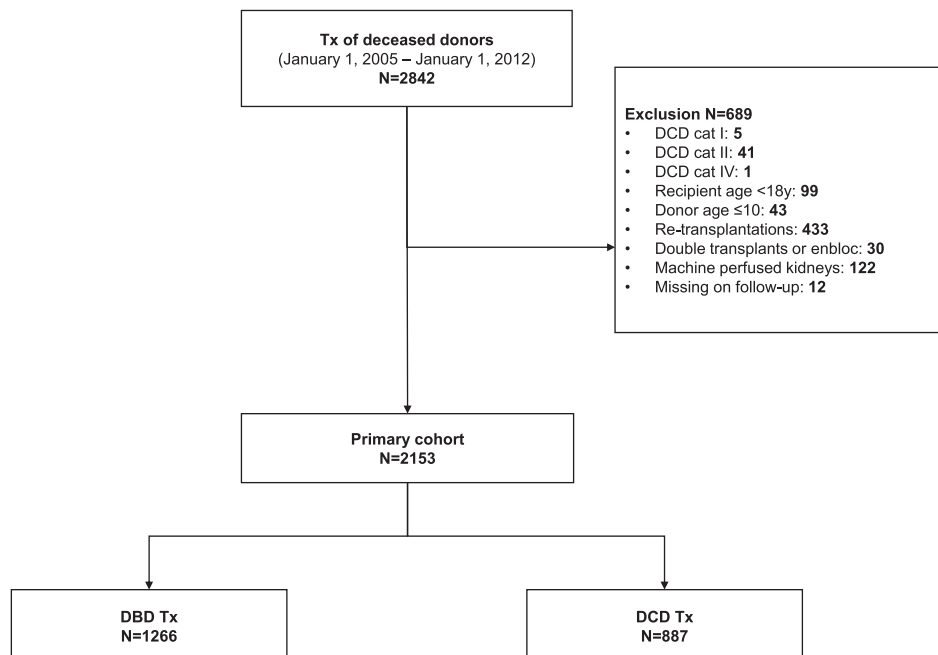 Tx of deceased donors
(January 1, 2005 – January 1, 2012)
N=2842
Exclusion N=689
• DCD cat I: 5
• DCD cat II: 41
• DCD cat IV: 1
• Recipient age <18y: 99
• Donor age ≤10: 43
• Re-transplantations: 433
• Double transplants or enbloc: 30
• Machine perfused kidneys: 122
• Missing on follow-up: 12
Primary cohort
N=2153
DBD Tx
N=1266
DCD Tx
N=887